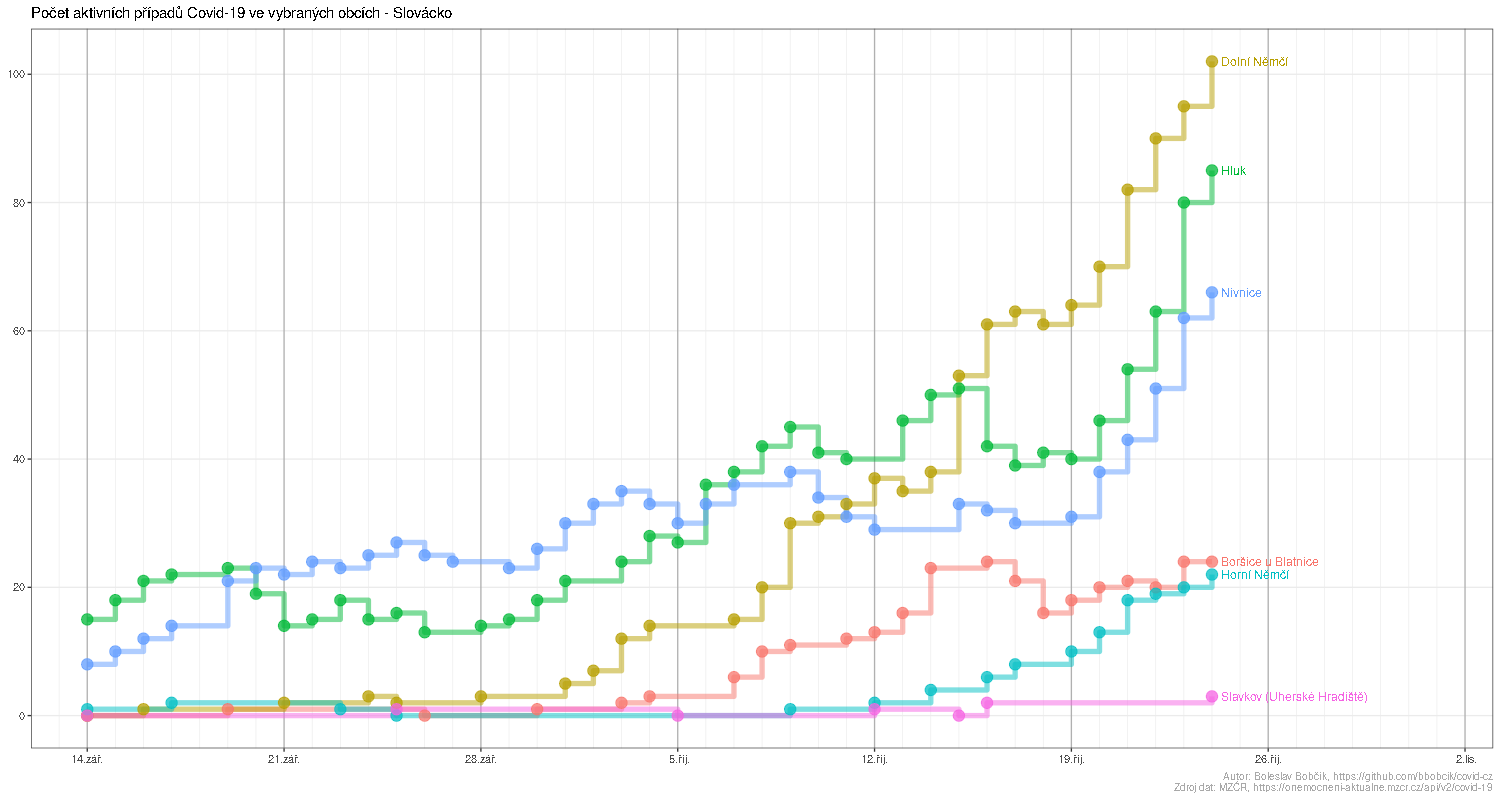 Počet aktivních případů Covid-19 ve vybraných obcích - Slovácko
100
80
60
40
20
0
Dolní Němčí
Hluk
Nivnice
Boršice u Blatnice
Horní Němčí
Slavkov (Uherské Hradiště)
14.zář.
21.zář.
28.zář.
5.říj.
12.říj.
19.říj.
26.říj.
2.lis.
Autor: Boleslav Bobčík, https://github.com/bbobcik/covid-cz
Zdroj dat: MZČR, https://onemocneni-aktualne.mzcr.cz/api/v2/covid-19